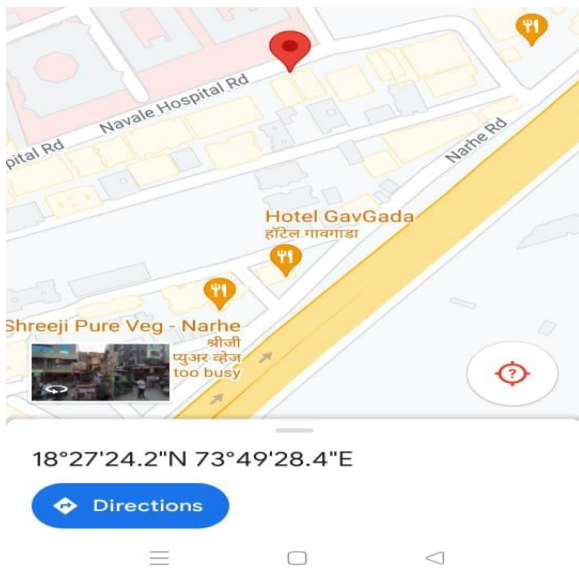 Navale Hospital Rd
pital Rd
Narhe Rd
Hotel GavGada
हॉटेल गावगाडा
Shreeji Pure Veg - Narhe
श्रीजी
प्युअर व्हेज
too busy
?
18°27'24.2"N 73°49'28.4"E
Directions